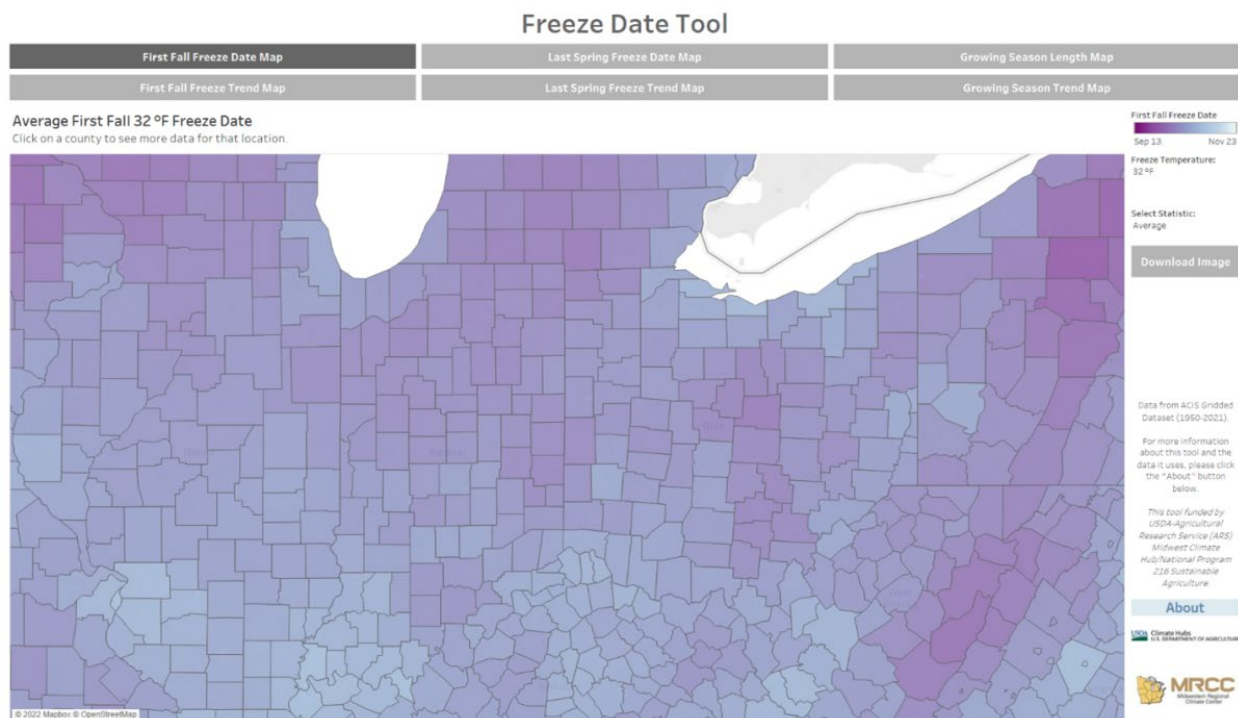 Freeze Date Tool
First Fall Freeze Date Map
Last Spring Freeze Date Map
Growing Season Length Map
First Fall Freeze Trend Map
Last Spring Freeze Trend Map
Growing Season Trend Map
Average First Fall 32 °F Freeze Date
Click on a county to see more data for that location.
First Fall Freeze Date
Sep 13 Nov 23
Freeze Temperature:
32 °F
Select Statistic:
Average
Download Image
Data from ACIS Gridded
Dataset (1950-2021).
For more information
about this tool and the
data it uses, please click
the "About" button
below.
This tool funded by
USDA-Agricultural
Research Service (ARS)
Midwest Climate
Hub/National Program
216 Sustainable
Agriculture.
About
USDA Climate Hubs
U.S. DEPARTMENT OF AGRICULTURE
MRCC
Midwestern Regional
Climate Center
© 2022 Mapbox © OpenStreetMap